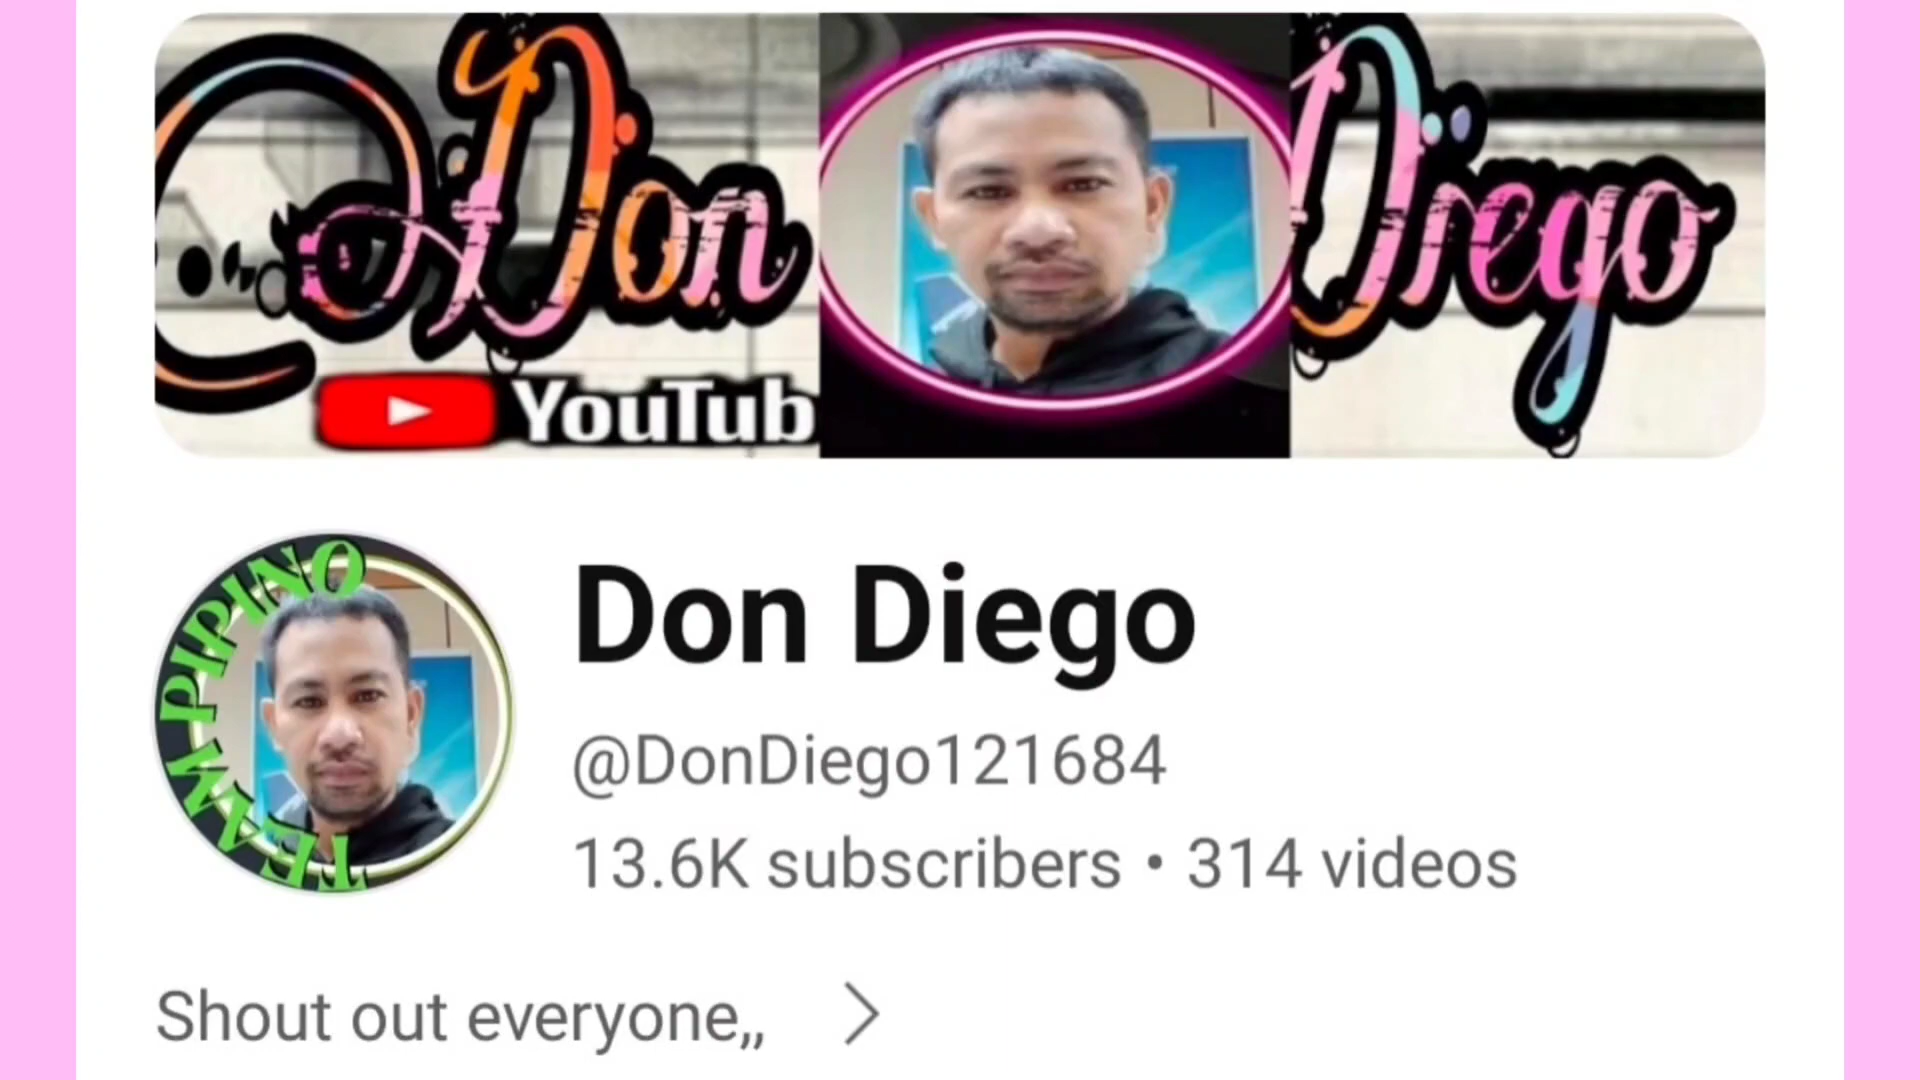 Don
Diego
YouTub
TEAM PIPINO
Don Diego
@DonDiego121684
13.6K subscribers • 314 videos
Shout out everyone,,